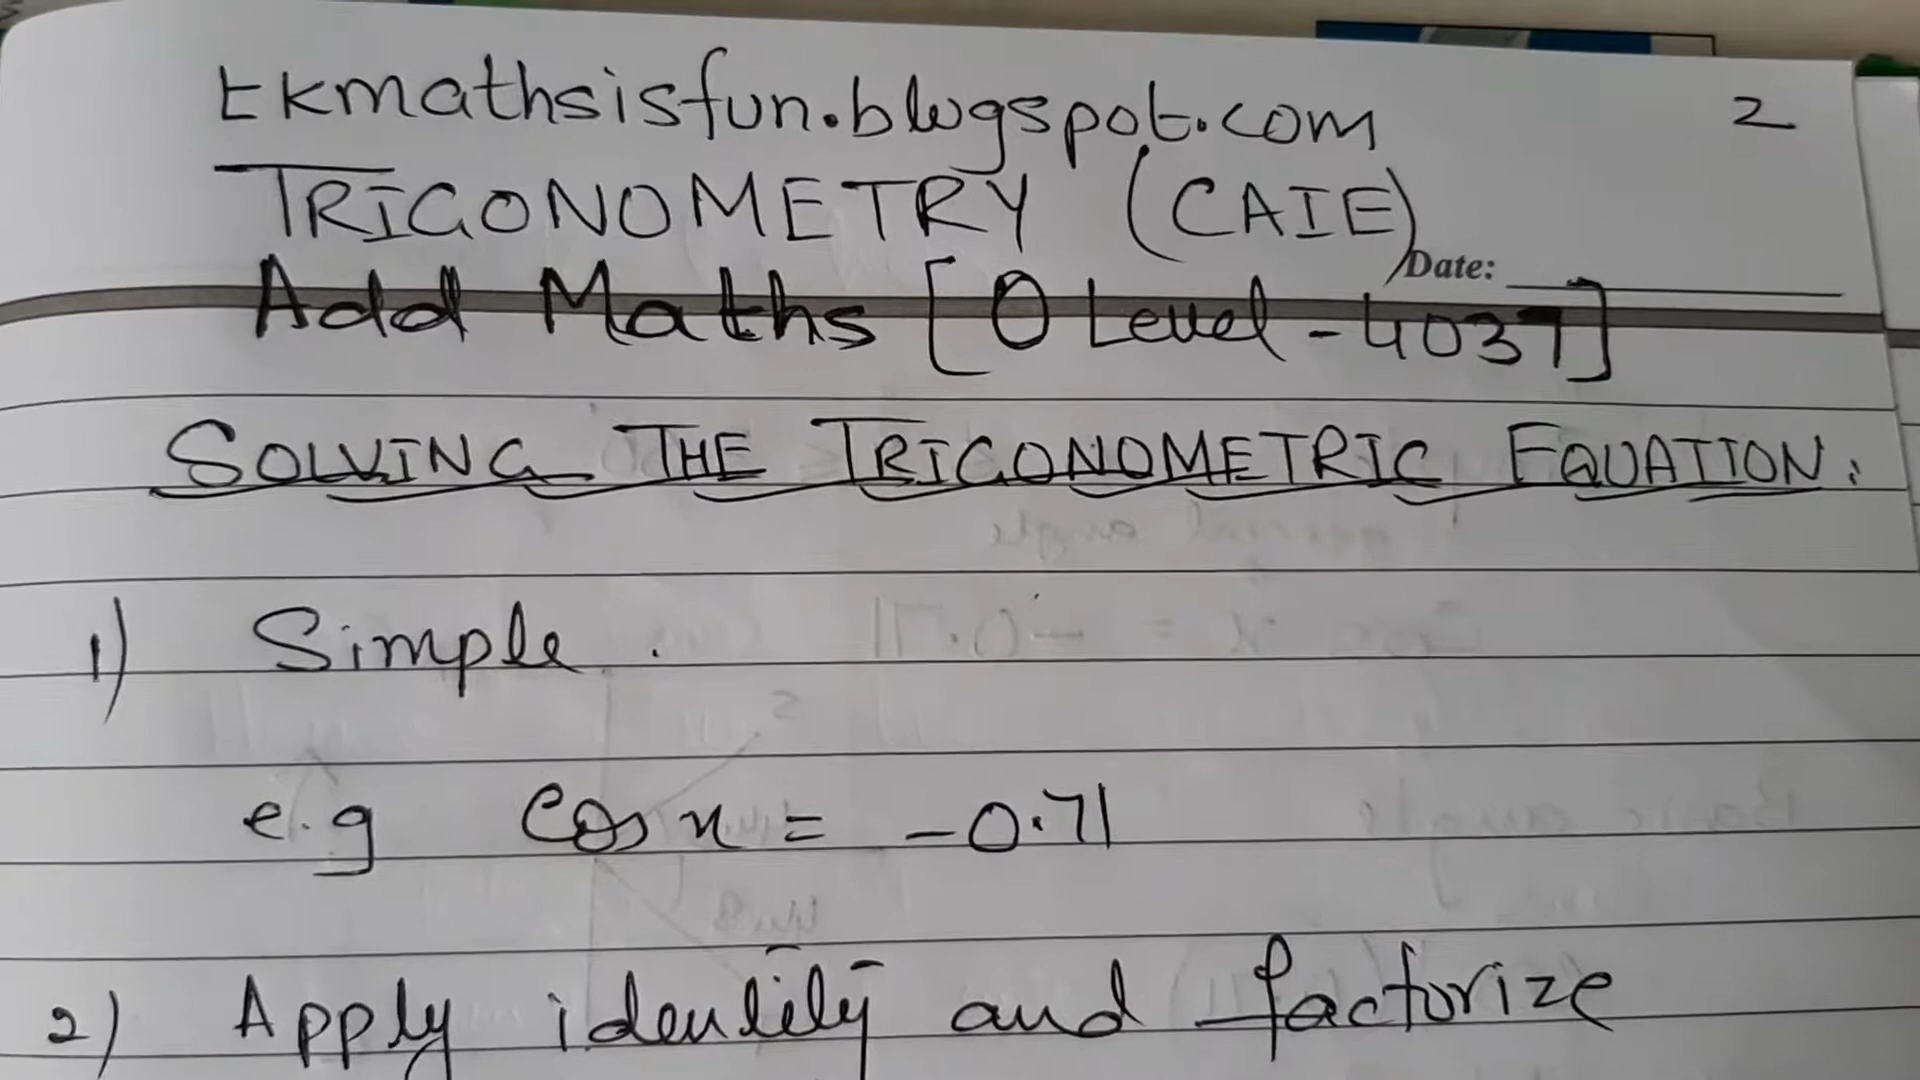 tkmathsisfun.blogspot.com
2
TRIGONOMETRY (CAIE)
Date:
Add Maths [O Level - 4037]
SOLVING THE TRIGONOMETRIC EQUATION:
1) Simple.
e.g cos x = -0.71
2) Apply identity and factorize